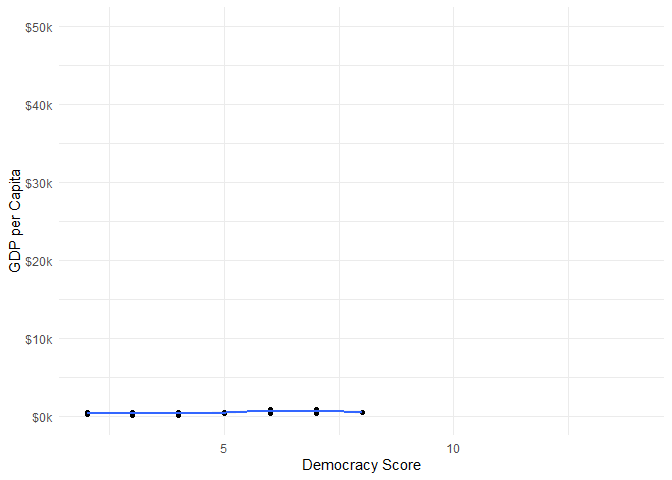 $50k
$40k
$30k
$20k
$10k
$0k
GDP per Capita
5
10
Democracy Score